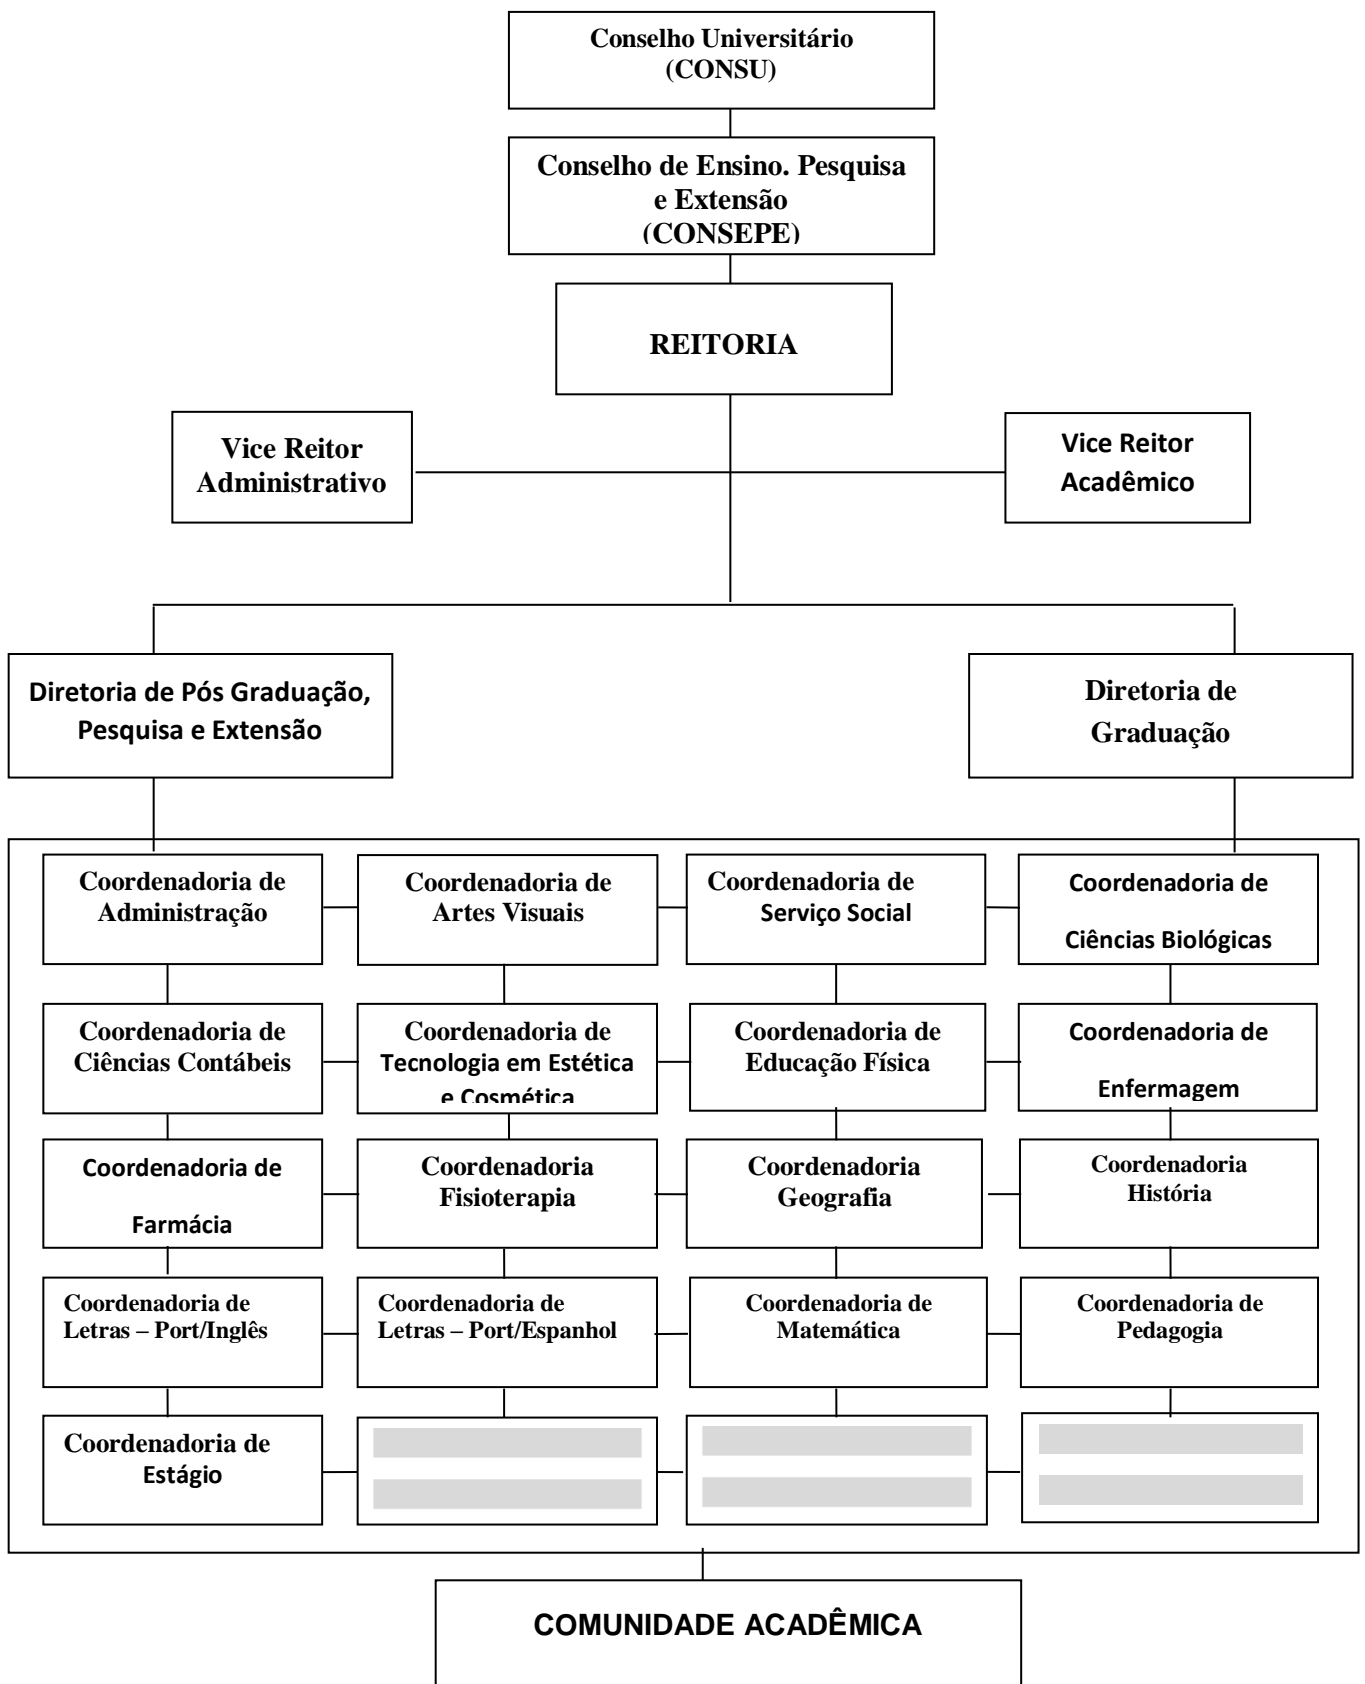 Conselho Universitário
(CONSU)
Conselho de Ensino. Pesquisa
e Extensão
(CONSEPE)
REITORIA
Vice Reitor
Administrativo
Vice Reitor
Acadêmico
Diretoria de Pós Graduação,
Pesquisa e Extensão
Diretoria de
Graduação
Coordenadoria de
Administração
Coordenadoria de
Artes Visuais
Coordenadoria de
Serviço Social
Coordenadoria de
Ciências Biológicas
Coordenadoria de
Ciências Contábeis
Coordenadoria de
Tecnologia em Estética
e Cosmética
Coordenadoria de
Educação Física
Coordenadoria de
Enfermagem
Coordenadoria de
Farmácia
Coordenadoria
Fisioterapia
Coordenadoria
Geografia
Coordenadoria
História
Coordenadoria de
Letras – Port/Inglês
Coordenadoria de
Letras – Port/Espanhol
Coordenadoria de
Matemática
Coordenadoria de
Pedagogia
Coordenadoria de
Estágio
COMUNIDADE ACADÊMICA